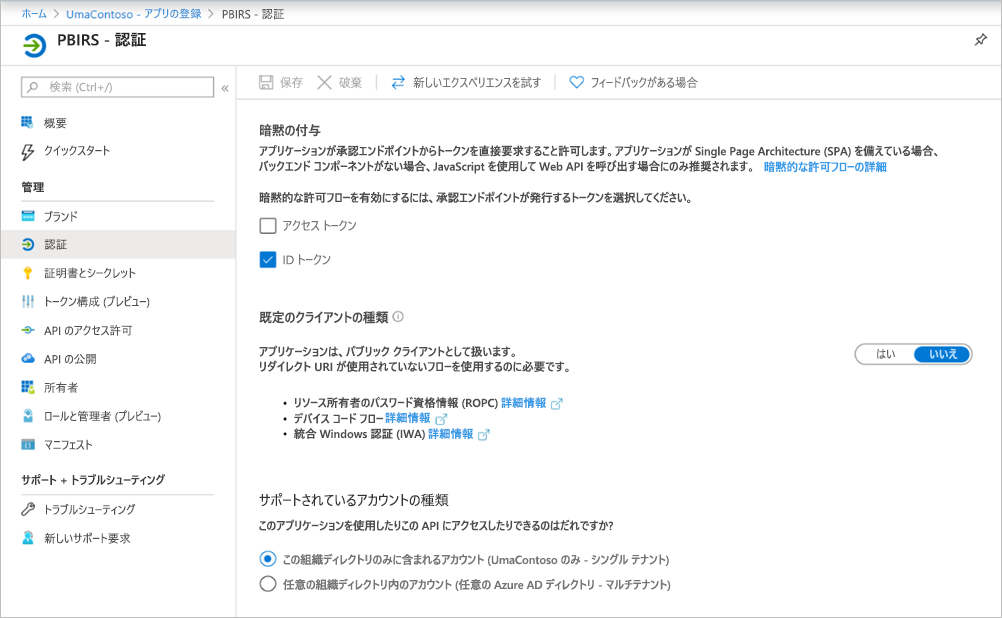 ホーム > UmaContoso - アプリの登録 > PBIRS - 認証
PBIRS - 認証
検索 (Ctrl+/)
«
概要
クイックスタート
管理
ブランド
認証
証明書とシークレット
トークン構成 (プレビュー)
API のアクセス許可
API の公開
所有者
ロールと管理者 (プレビュー)
マニフェスト
サポート + トラブルシューティング
トラブルシューティング
新しいサポート要求
保存 破棄 新しいエクスペリエンスを試す フィードバックがある場合
暗黙の付与
アプリケーションが承認エンドポイントからトークンを直接要求すること許可します。アプリケーションが Single Page Architecture (SPA) を備えている場合、
バックエンド コンポーネントがない場合、JavaScript を使用して Web API を呼び出す場合にのみ推奨されます。 暗黙的な許可フローの詳細
暗黙的な許可フローを有効にするには、承認エンドポイントが発行するトークンを選択してください。
アクセス トークン
ID トークン
既定のクライアントの種類
アプリケーションは、パブリック クライアントとして扱います。
リダイレクト URI が使用されていないフローを使用するのに必要です。
はい いいえ
• リソース所有者のパスワード資格情報 (ROPC) 詳細情報
• デバイス コード フロー詳細情報
• 統合 Windows 認証 (IWA) 詳細情報
サポートされているアカウントの種類
このアプリケーションを使用したりこの API にアクセスしたりできるのはだれですか?
この組織ディレクトリのみに含まれるアカウント (UmaContoso のみ - シングル テナント)
任意の組織ディレクトリ内のアカウント (任意の Azure AD ディレクトリ - マルチテナント)